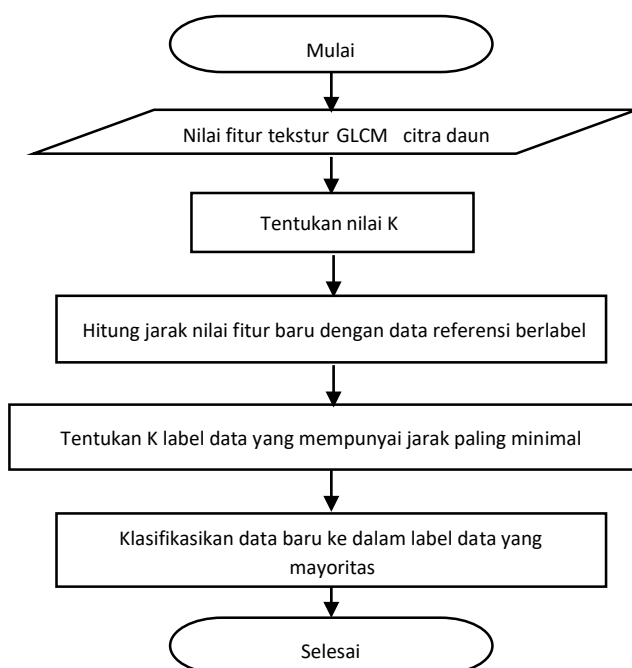 Mulai
Nilai fitur tekstur GLCM citra daun
Tentukan nilai K
Hitung jarak nilai fitur baru dengan data referensi berlabel
Tentukan K label data yang mempunyai jarak paling minimal
Klasifikasikan data baru ke dalam label data yang
mayoritas
Selesai